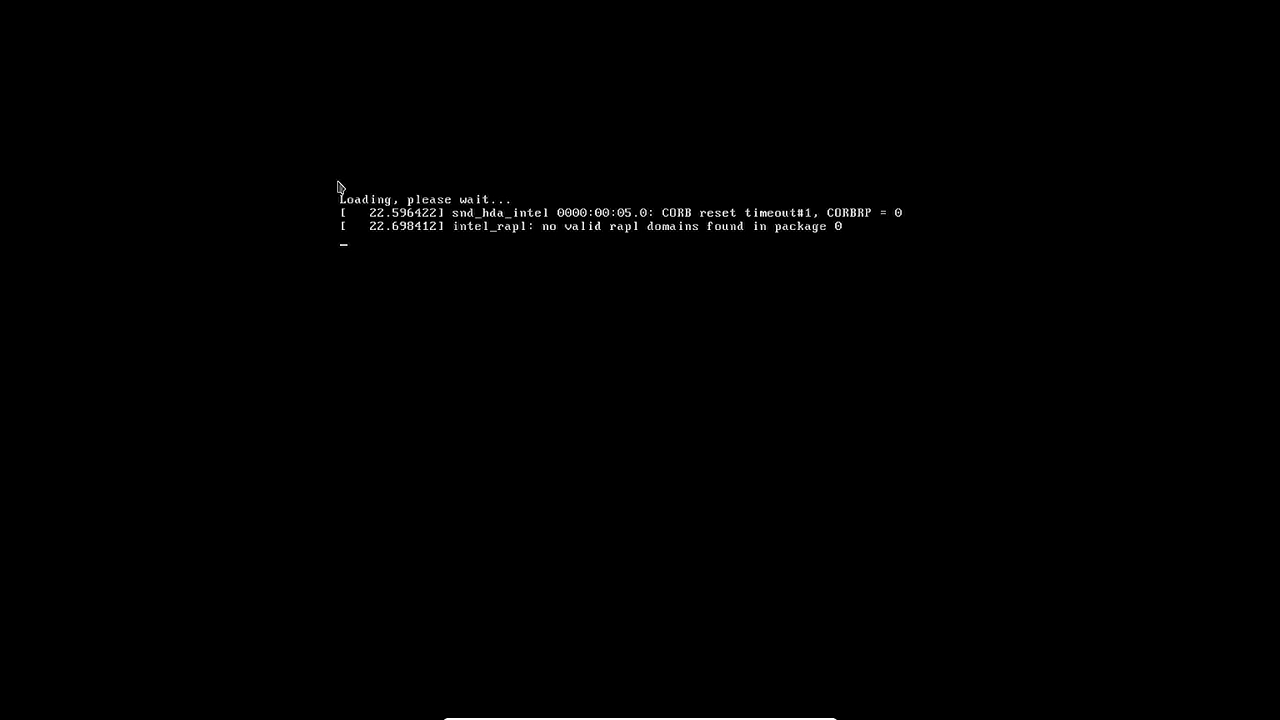 Loading, please wait...
[   22.596422] snd_hda_intel 0000:00:05.0: CORB reset timeout#1, CORBRP = 0
[   22.698412] intel_rapl: no valid rapl domains found in package 0